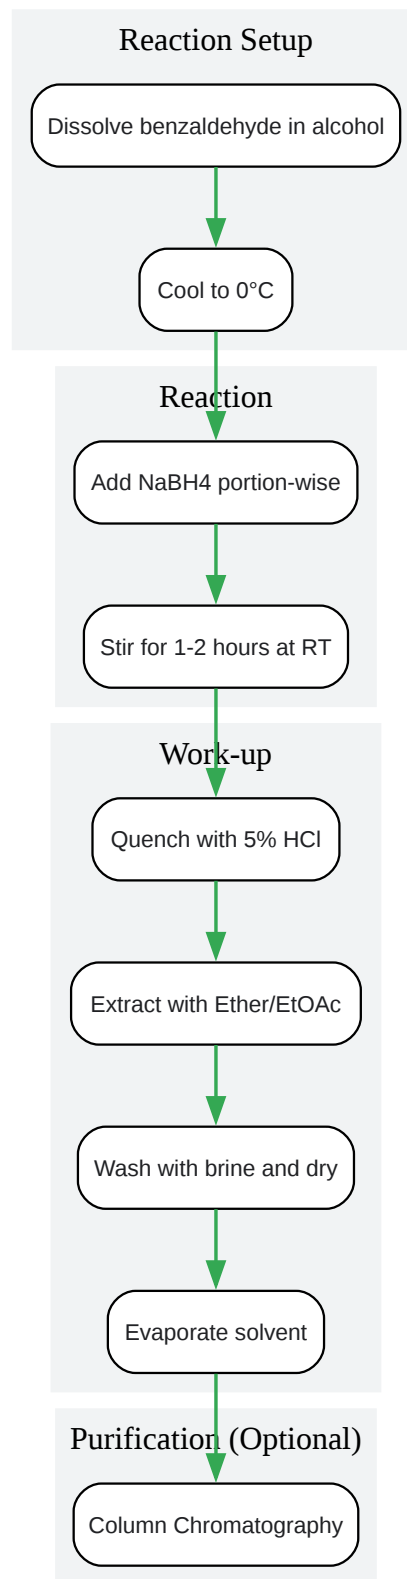 Reaction Setup
Dissolve benzaldehyde in alcohol
Cool to 0°C
Reaction
Add NaBH4 portion-wise
Stir for 1-2 hours at RT
Work-up
Quench with 5% HCl
Extract with Ether/EtOAc
Wash with brine and dry
Evaporate solvent
Purification (Optional)
Column Chromatography